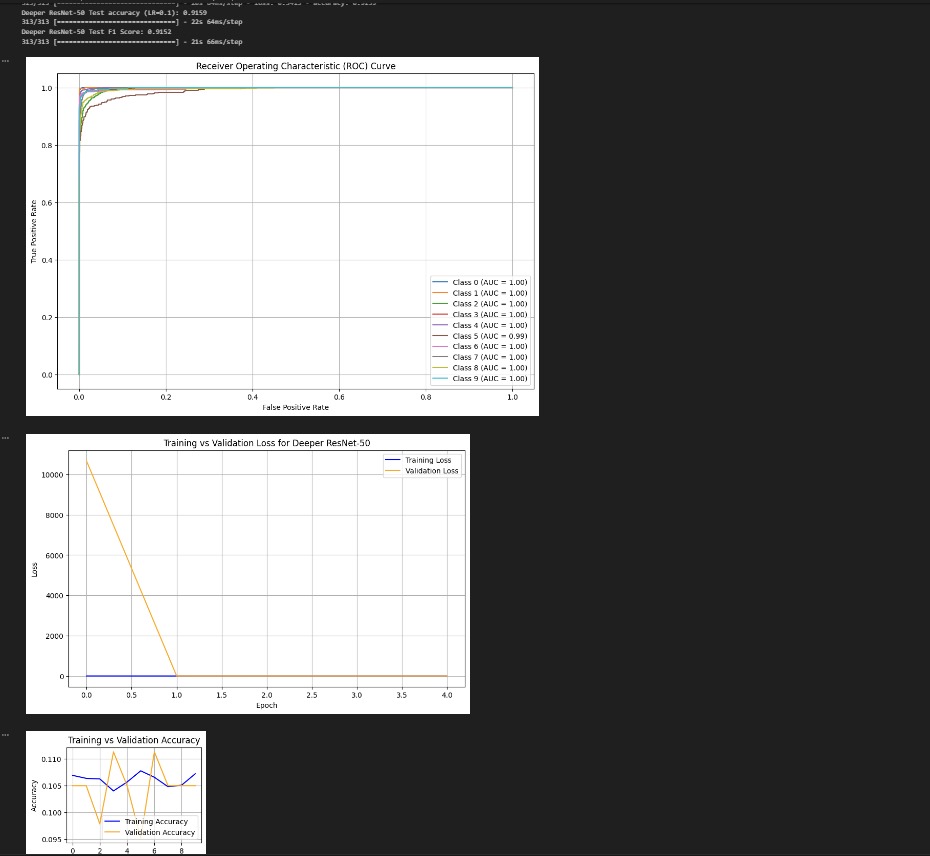 Deeper ResNet-50 Test accuracy (LR=0.1): 0.9159
313/313 [==============================] - 22s 64ms/step
Deeper ResNet-50 Test F1 Score: 0.9152
313/313 [==============================] - 21s 66ms/step
Receiver Operating Characteristic (ROC) Curve
1.0
0.8
0.6
0.4
0.2
0.0
True Positive Rate
Class 0 (AUC = 1.00)
Class 1 (AUC = 1.00)
Class 2 (AUC = 1.00)
Class 3 (AUC = 1.00)
Class 4 (AUC = 1.00)
Class 5 (AUC = 0.99)
Class 6 (AUC = 1.00)
Class 7 (AUC = 1.00)
Class 8 (AUC = 1.00)
Class 9 (AUC = 1.00)
0.0 0.2 0.4 0.6 0.8 1.0
False Positive Rate
Training vs Validation Loss for Deeper ResNet-50
Training Loss
Validation Loss
10000
8000
6000
4000
2000
0
Loss
0.0 0.5 1.0 1.5 2.0 2.5 3.0 3.5 4.0
Epoch
Training vs Validation Accuracy
0.110
0.105
0.100
0.095
Accuracy
Training Accuracy
Validation Accuracy
0 2 4 6 8